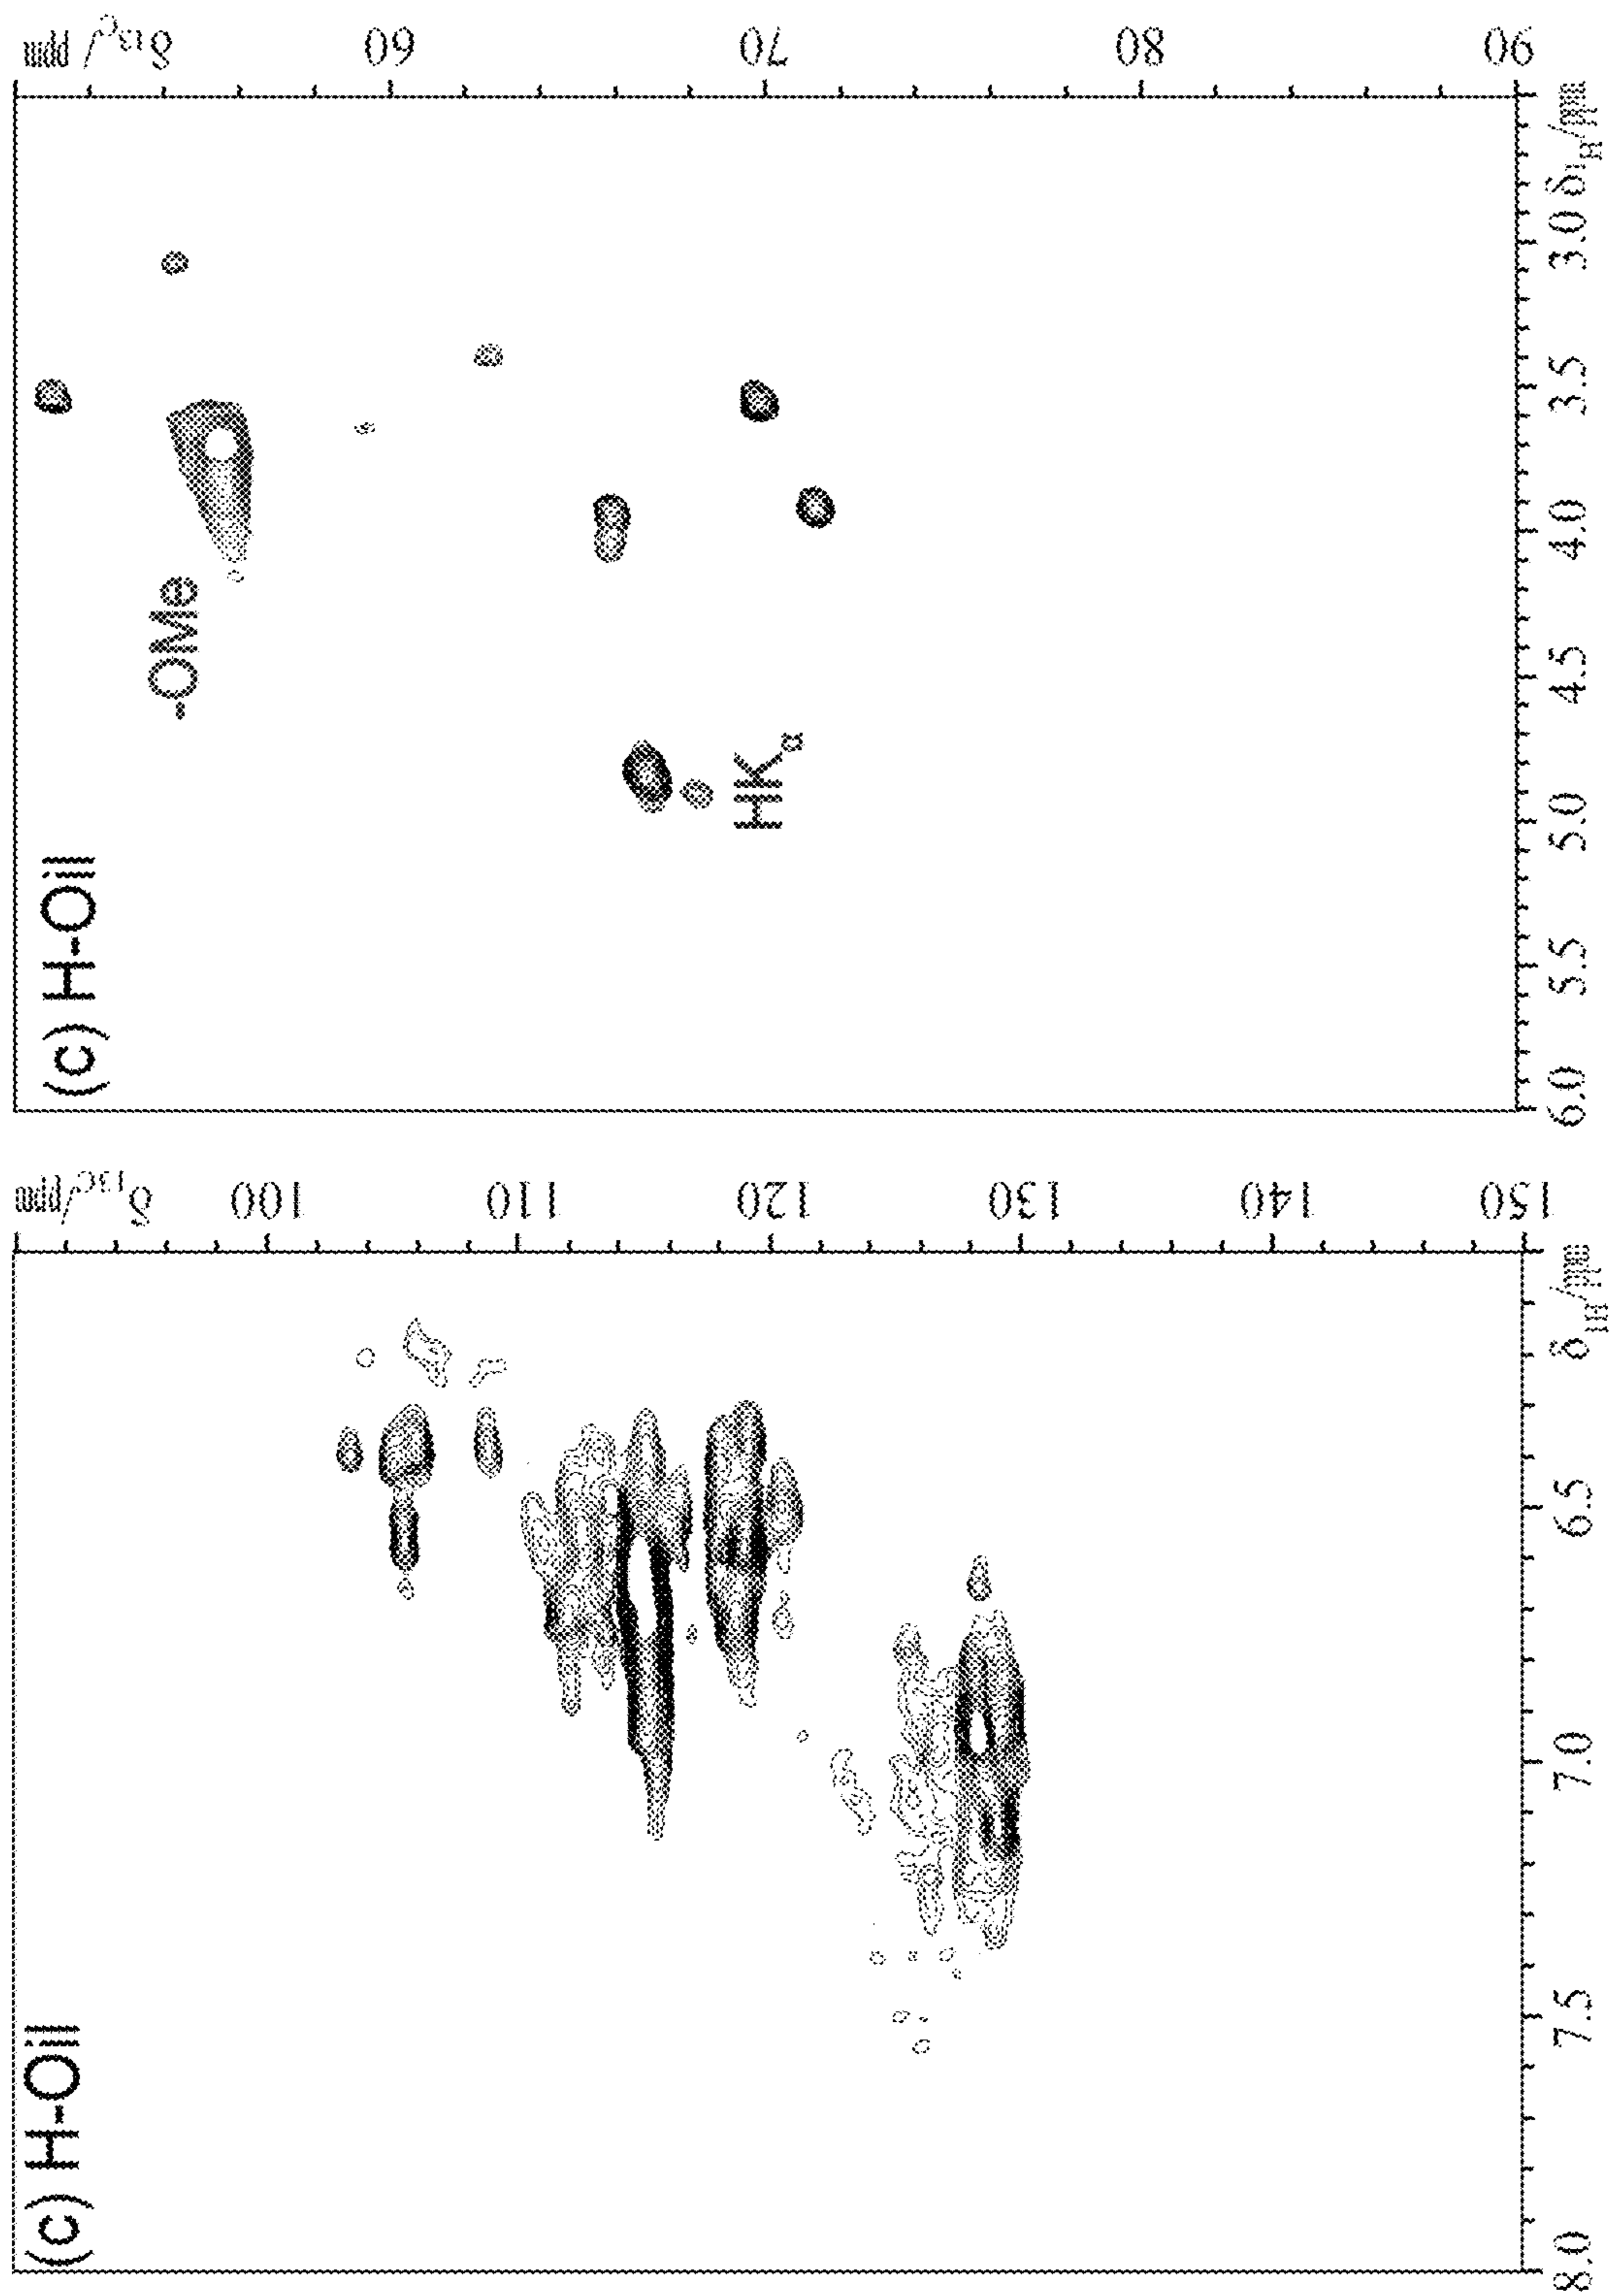 (c) H-Oil
8.0 7.5 7.0 6.5 δ1H/ppm
δ13C/ppm
100
110
120
130
140
150
(c) H-Oil
-OMe
HKα
6.0 5.5 5.0 4.5 4.0 3.5 3.0 δ1H/ppm
δ13C/ppm
60
70
80
90